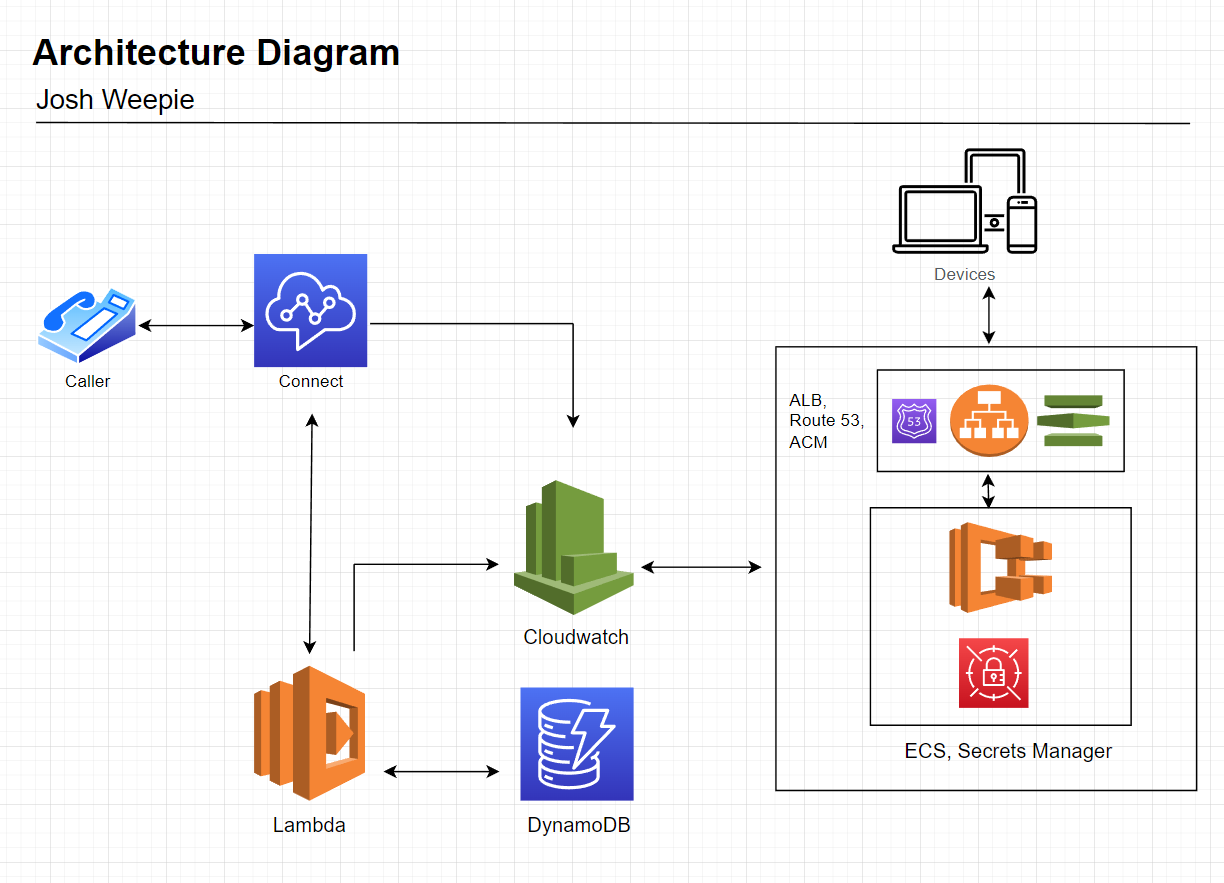 Architecture Diagram
Josh Weepie
Devices
Caller
Connect
ALB,
Route 53,
ACM
53
Cloudwatch
ECS, Secrets Manager
Lambda
DynamoDB